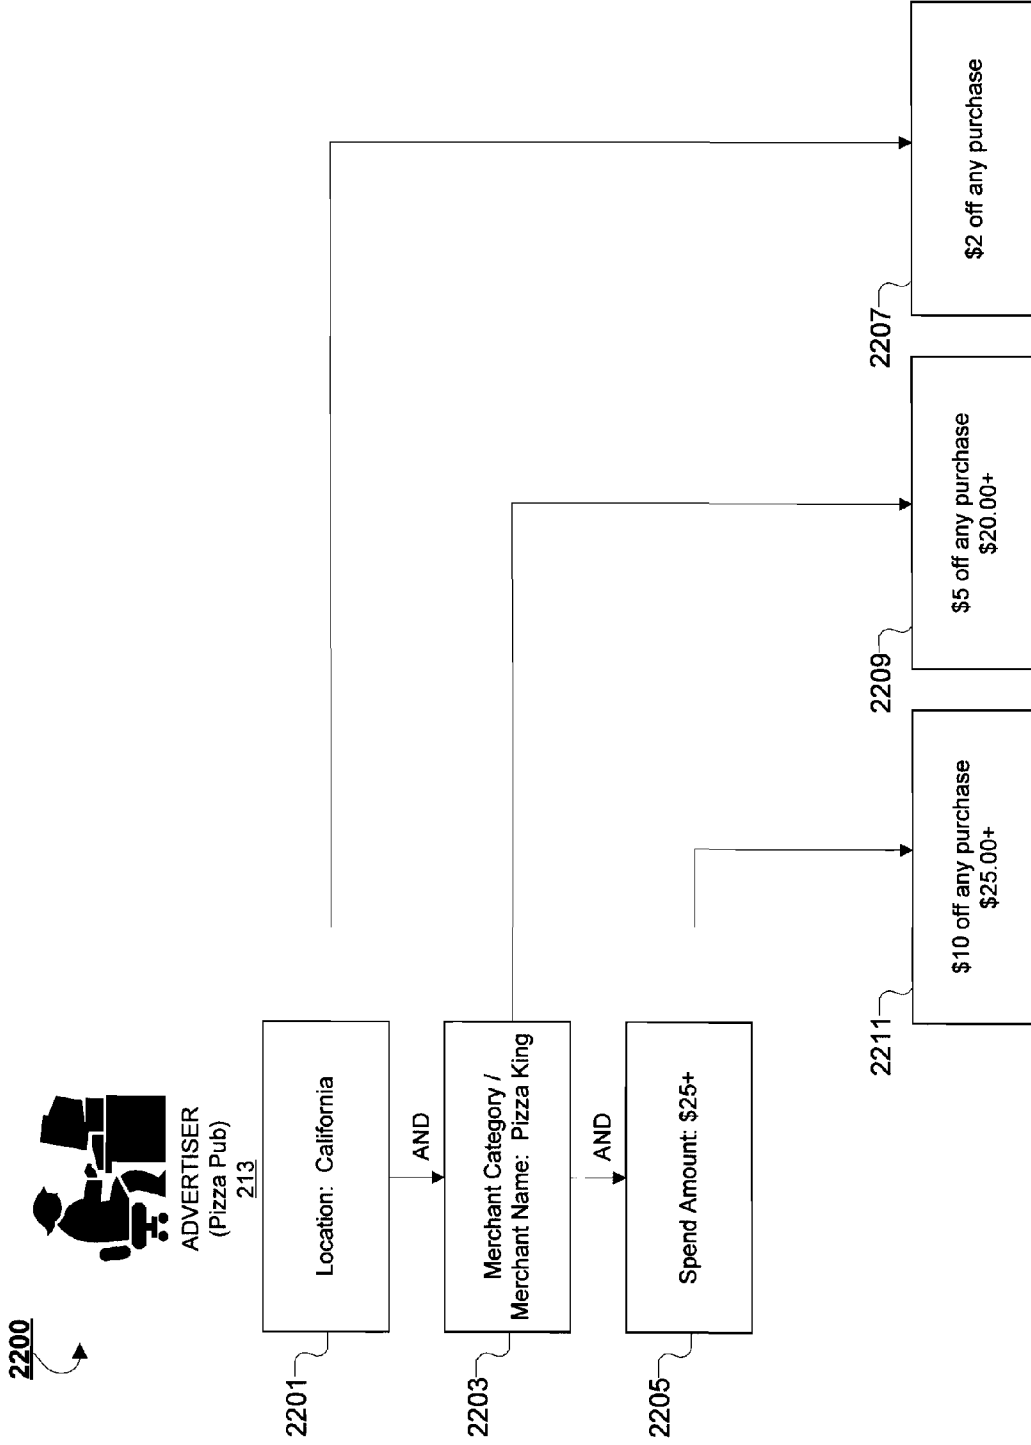 2200
ADVERTISER
(Pizza Pub)
213
2201
Location: California
AND
2203
Merchant Category /
Merchant Name: Pizza King
AND
2205
Spend Amount: $25+
2211
$10 off any purchase
$25.00+
2209
$5 off any purchase
$20.00+
2207
$2 off any purchase